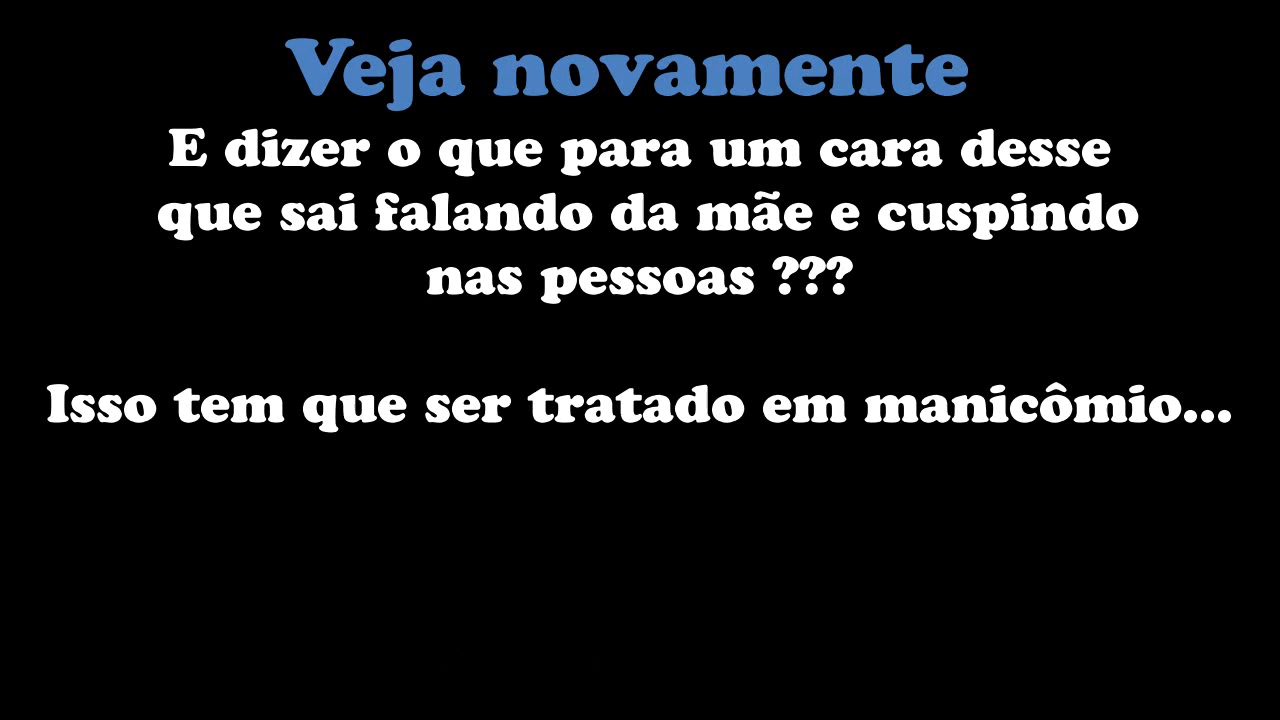 Veja novamente
E dizer o que para um cara desse
que sai falando da mãe e cuspindo
nas pessoas ???
Isso tem que ser tratado em manicômio...